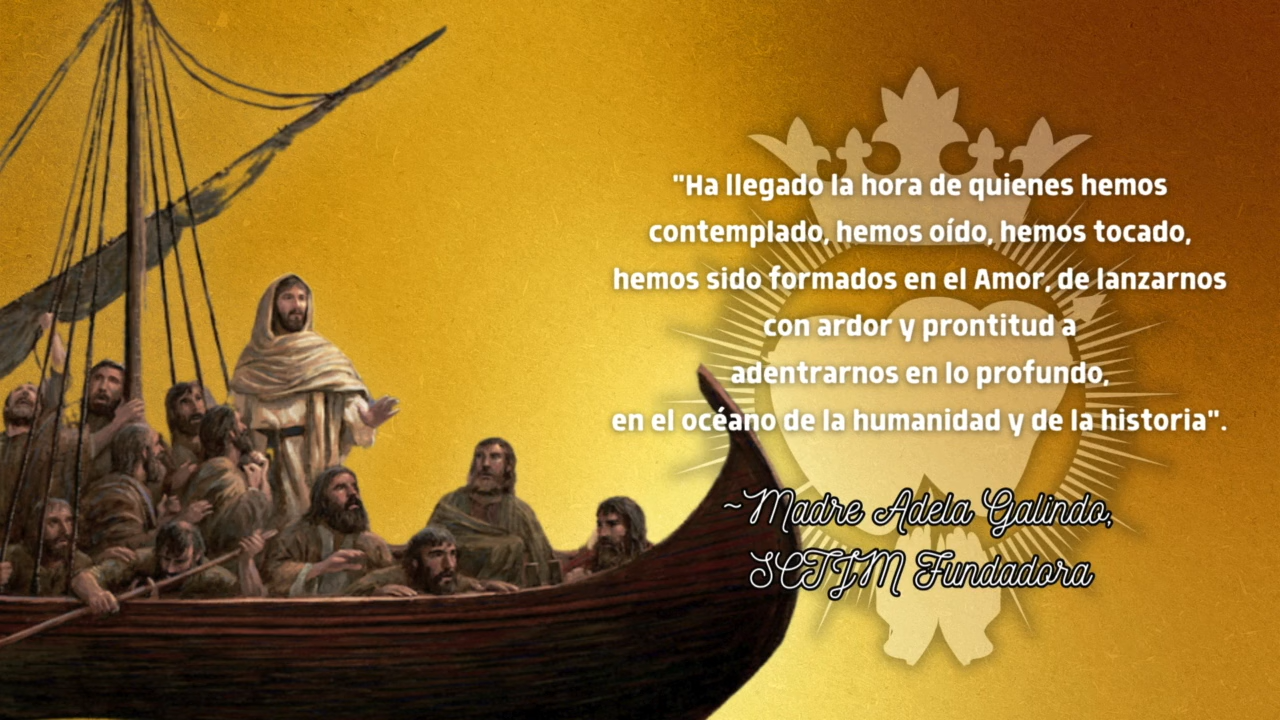 "Ha llegado la hora de quienes hemos
contemplado, hemos oído, hemos tocado,
hemos sido formados en el Amor, de lanzarnos
con ardor y prontitud a
adentrarnos en lo profundo,
en el océano de la humanidad y de la historia".
~Madre Adela Galindo,
SCTJM Fundadora